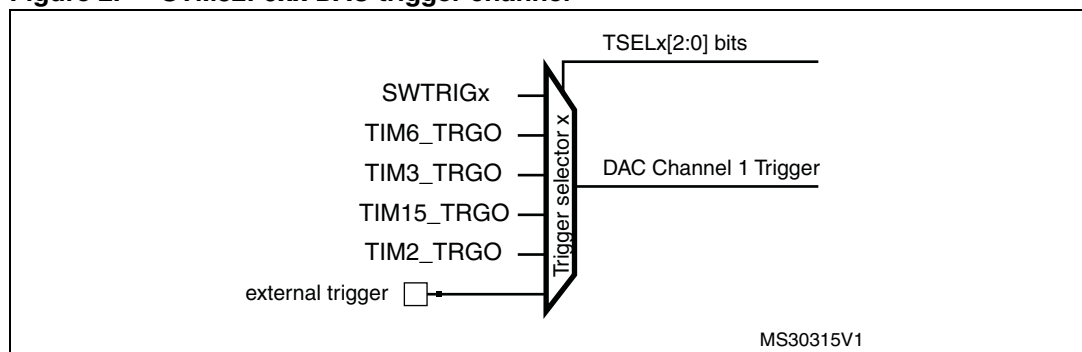 TSELx[2:0] bits
SWTRIGx
TIM6_TRGO
TIM3_TRGO
DAC Channel 1 Trigger
TIM15_TRGO
TIM2_TRGO
Trigger selector x
external trigger
MS30315V1